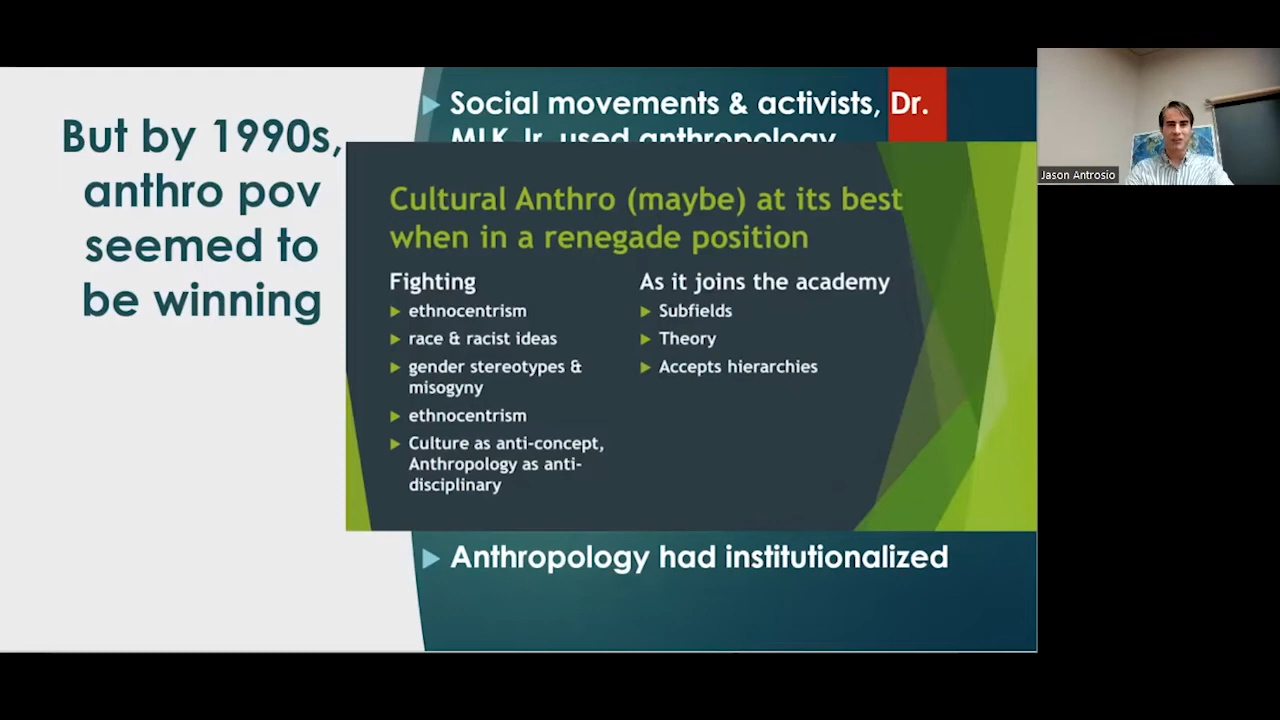 But by 1990s,
anthro pov
seemed to
be winning
Social movements & activists, Dr.
MLK Jr. used anthropology
Cultural Anthro (maybe) at its best
when in a renegade position
Fighting
ethnocentrism
race & racist ideas
gender stereotypes &
misogyny
ethnocentrism
Culture as anti-concept,
Anthropology as anti-
disciplinary
As it joins the academy
Subfields
Theory
Accepts hierarchies
Anthropology had institutionalized
Jason Antrosio